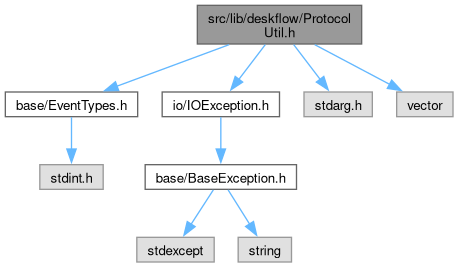 src/lib/deskflow/Protocol
Util.h
base/EventTypes.h
io/IOException.h
stdarg.h
vector
stdint.h
base/BaseException.h
stdexcept
string